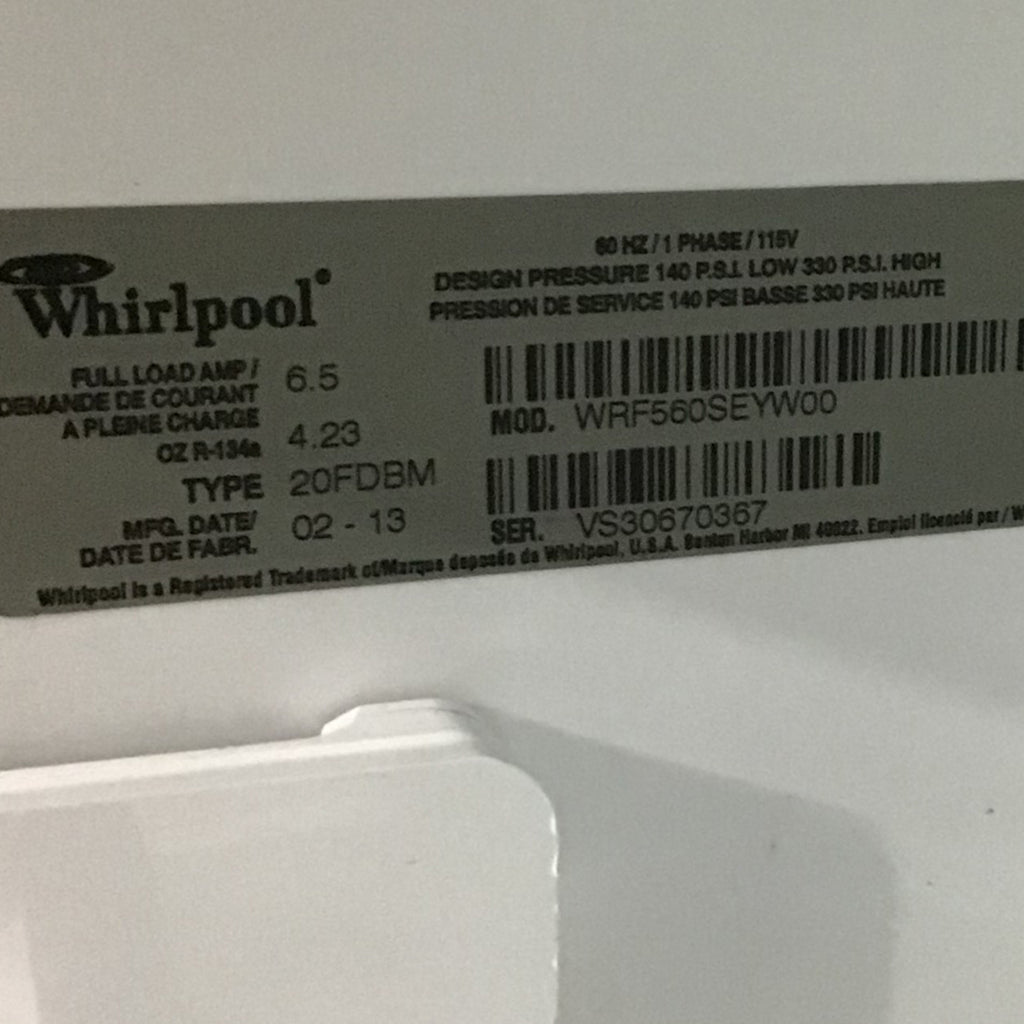 60 HZ / 1 PHASE / 115V
DESIGN PRESSURE 140 P.S.I. LOW 330 P.S.I. HIGH
PRESSION DE SERVICE 140 PSI BASSE 330 PSI HAUTE
Whirlpool
FULL LOAD AMP / 6.5
DEMANDE DE COURANT
A PLEINE CHARGE
OZ R-134a 4.23
TYPE 20FDBM
MFG. DATE/ 02 - 13
DATE DE FABR.
MOD. WRF560SEYW00
SER. VS30670367
Whirlpool is a Registered Trademark of/Marque deposée de Whirlpool, U.S.A. Benton Harbor MI 49022. Emploi licencié par / W